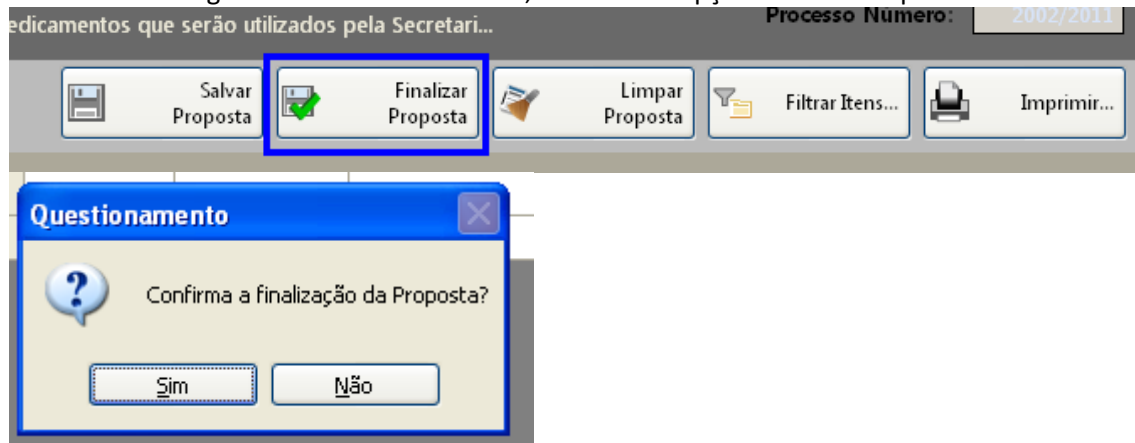 edicamentos que serão utilizados pela Secretari...
Processo Número: 2002/2011
Salvar
Proposta
Finalizar
Proposta
Limpar
Proposta
Filtrar Itens...
Imprimir...
Questionamento
Confirma a finalização da Proposta?
Sim
Não